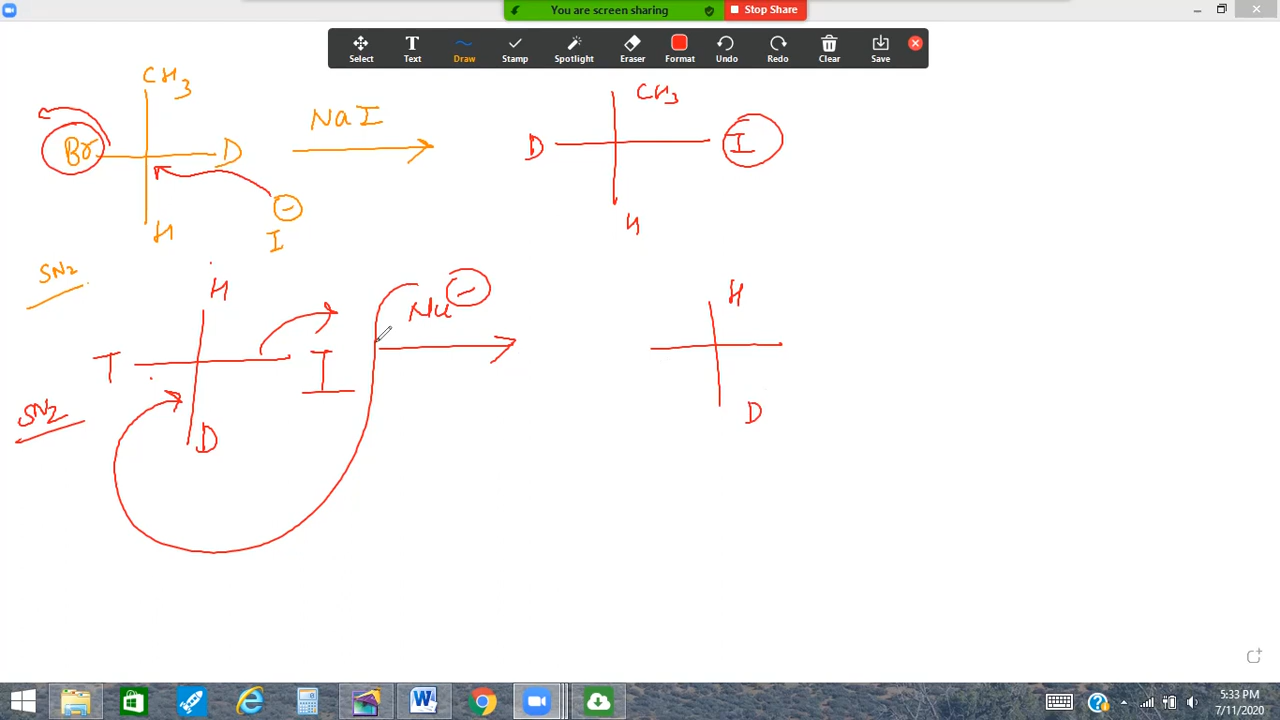 You are screen sharing
Stop Share
Select
Text
Draw
Stamp
Spotlight
Eraser
Format
Undo
Redo
Clear
Save
CH3
Br
D
H
NaI
I
CH3
D
I
H
SN2
H
T
I
D
SN2
Nu
H
D
W
5:33 PM
7/11/2020